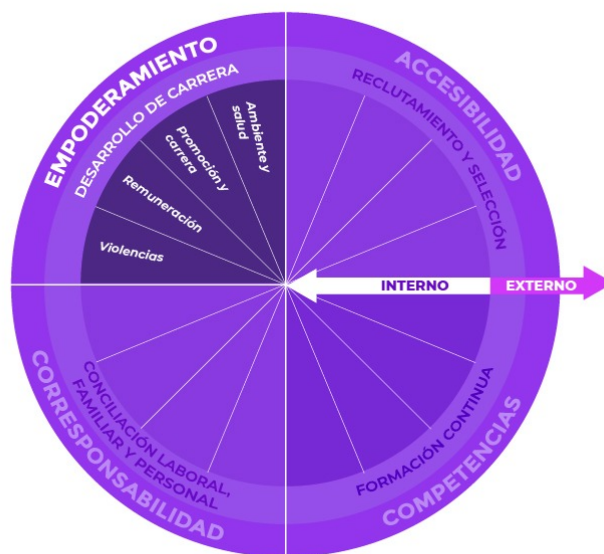 EMPODERAMIENTO
DESARROLLO DE CARRERA
Violencias
Remuneración
Promoción y
carrera
Ambiente y
salud
ACCESIBILIDAD
RECLUTAMIENTO Y SELECCIÓN
INTERNO
EXTERNO
CORRESPONSABILIDAD
CONCILIACIÓN LABORAL,
FAMILIAR Y PERSONAL
FORMACIÓN CONTINUA
COMPETENCIAS